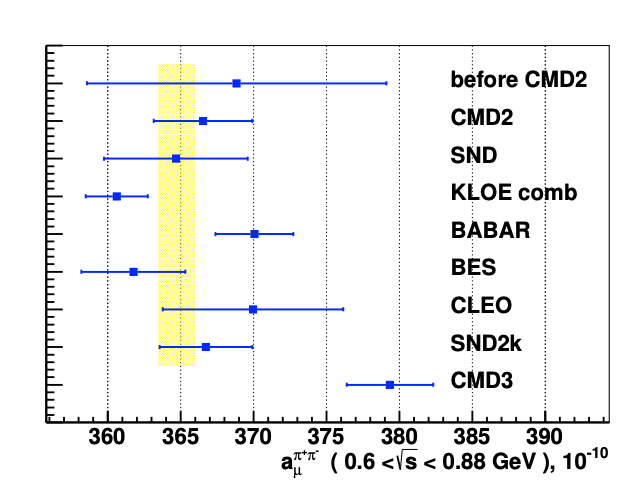 before CMD2
CMD2
SND
KLOE comb
BABAR
BES
CLEO
SND2k
CMD3
360 365 370 375 380 385 390
a_μ^{π⁺π⁻} ( 0.6 <√s < 0.88 GeV ), 10⁻¹⁰